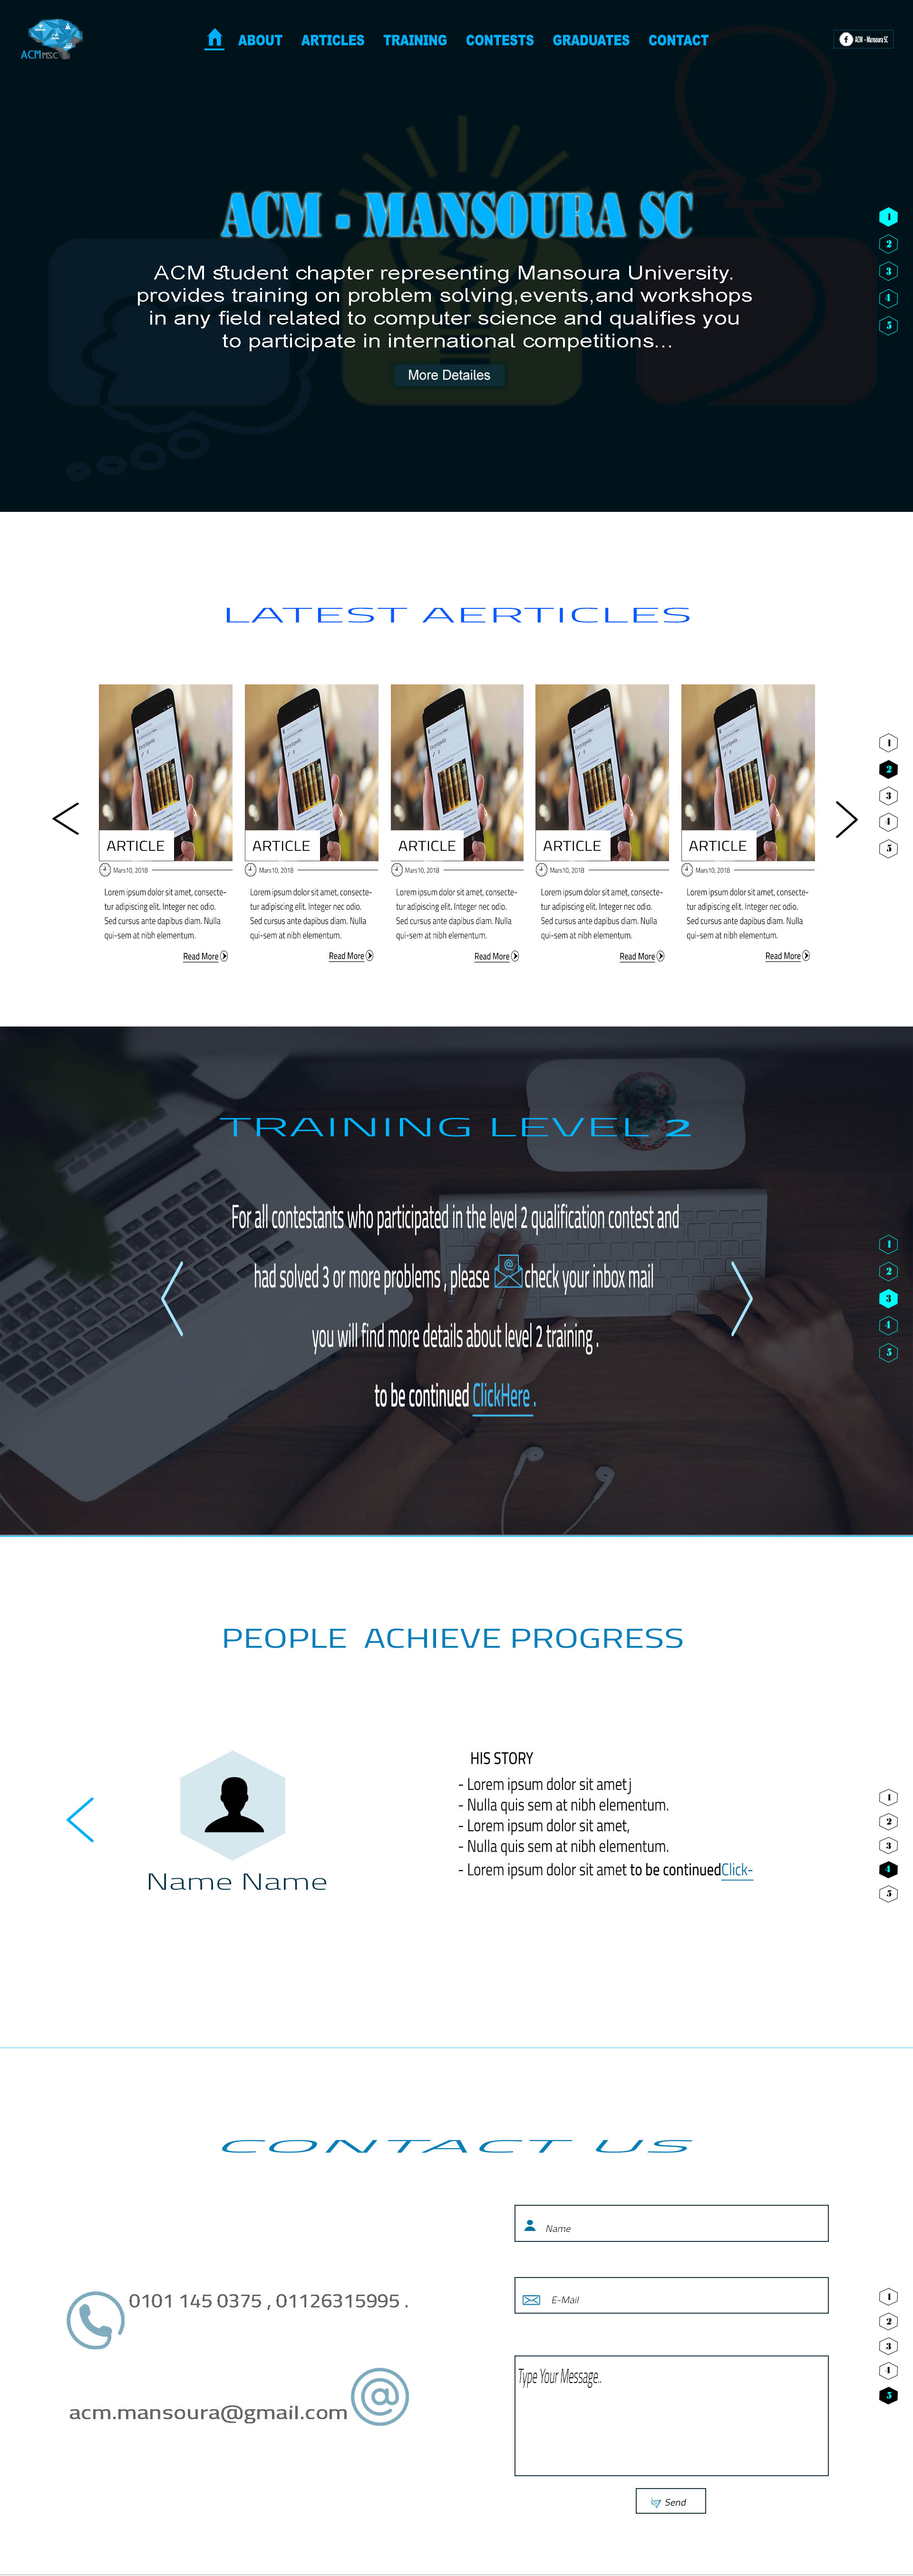 ACM MSC
ABOUT ARTICLES TRAINING CONTESTS GRADUATES CONTACT
ACM - Mansoura SC
ACM - MANSOURA SC
ACM student chapter representing Mansoura University.
provides training on problem solving,events,and workshops
in any field related to computer science and qualifies you
to participate in international competitions...
More Detailes
1
2
3
4
5
LATEST AERTICLES
ARTICLE ARTICLE ARTICLE ARTICLE ARTICLE
Mars10, 2018 Mars10, 2018 Mars10, 2018 Mars10, 2018 Mars10, 2018
Lorem ipsum dolor sit amet, consecte- Lorem ipsum dolor sit amet, consecte- Lorem ipsum dolor sit amet, consecte- Lorem ipsum dolor sit amet, consecte- Lorem ipsum dolor sit amet, consecte-
tur adipiscing elit. Integer nec odio. tur adipiscing elit. Integer nec odio. tur adipiscing elit. Integer nec odio. tur adipiscing elit. Integer nec odio. tur adipiscing elit. Integer nec odio.
Sed cursus ante dapibus diam. Nulla Sed cursus ante dapibus diam. Nulla Sed cursus ante dapibus diam. Nulla Sed cursus ante dapibus diam. Nulla Sed cursus ante dapibus diam. Nulla
qui-sem at nibh elementum. qui-sem at nibh elementum. qui-sem at nibh elementum. qui-sem at nibh elementum. qui-sem at nibh elementum.
Read More Read More Read More Read More Read More
1
2
3
4
5
TRAINING LEVEL 2
For all contestants who participated in the level 2 qualification contest and
had solved 3 or more problems , please @ check your inbox mail
you will find more details about level 2 training .
to be continued ClickHere .
1
2
3
4
5
PEOPLE ACHIEVE PROGRESS
Name Name
HIS STORY
- Lorem ipsum dolor sit amet j
- Nulla quis sem at nibh elementum.
- Lorem ipsum dolor sit amet,
- Nulla quis sem at nibh elementum.
- Lorem ipsum dolor sit amet to be continuedClick-
1
2
3
4
5
CONTACT US
0101 145 0375 , 01126315995 .
acm.mansoura@gmail.com @
Name
E-Mail
Type Your Message..
Send
1
2
3
4
5